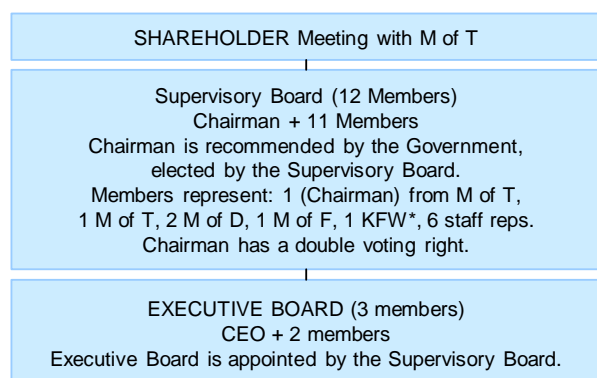 SHAREHOLDER Meeting with M of T
Supervisory Board (12 Members)
Chairman + 11 Members
Chairman is recommended by the Government,
elected by the Supervisory Board.
Members represent: 1 (Chairman) from M of T,
1 M of T, 2 M of D, 1 M of F, 1 KFW*, 6 staff reps.
Chairman has a double voting right.
EXECUTIVE BOARD (3 members)
CEO + 2 members
Executive Board is appointed by the Supervisory Board.